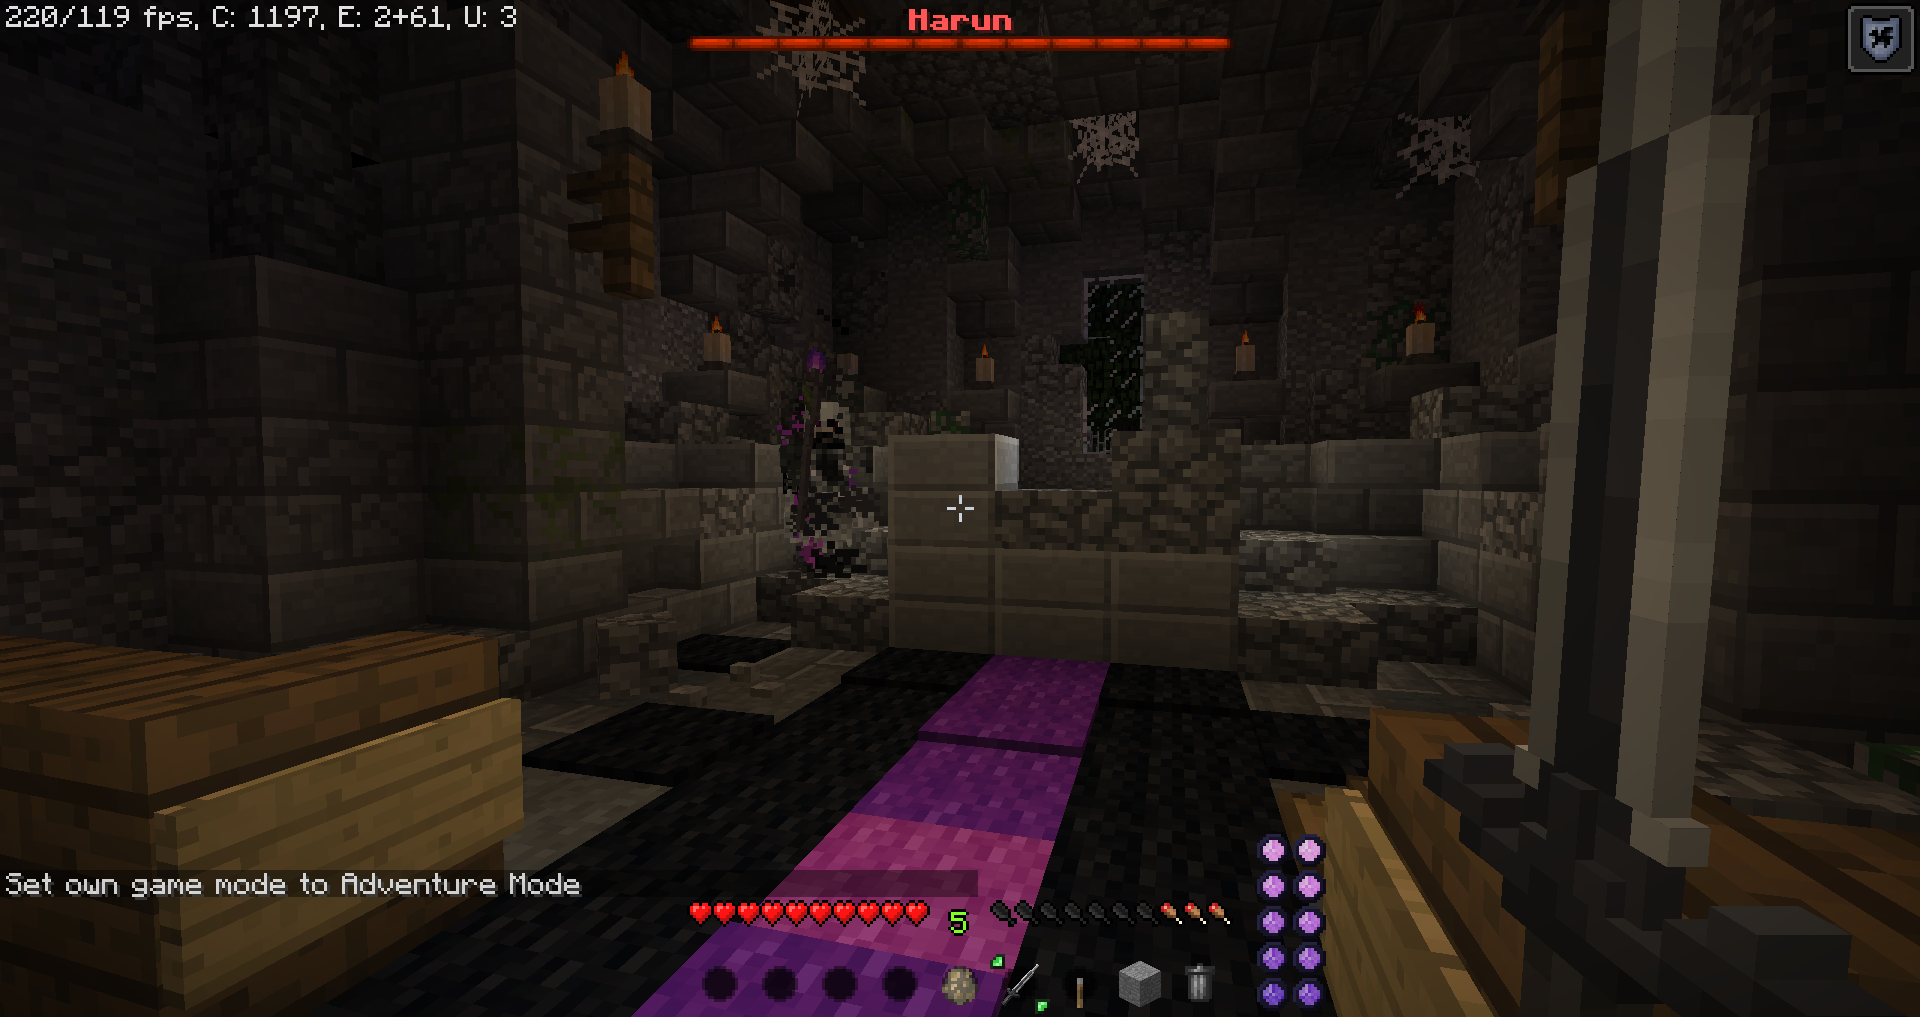 220/119 fps, C: 1197, E: 2+61, U: 3
Harun
Set own game mode to Adventure Mode
5